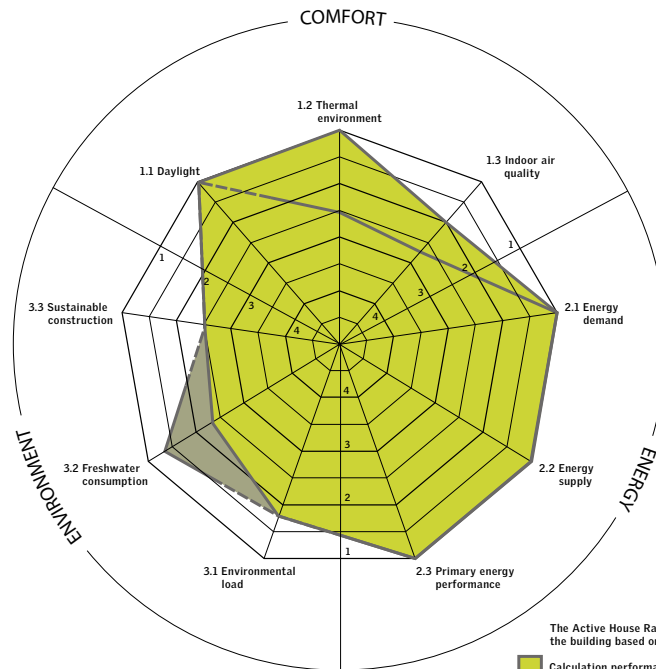 COMFORT
1.2 Thermal
environment
1.1 Daylight
1.3 Indoor air
quality
1
1
2
2
3
3
4
4
3.3 Sustainable
construction
2.1 Energy
demand
4
3
2
1
3.2 Freshwater
consumption
2.2 Energy
supply
ENVIRONMENT
ENERGY
3.1 Environmental
load
2.3 Primary energy
performance
The Active House Ra
the building based on
Calculation performa